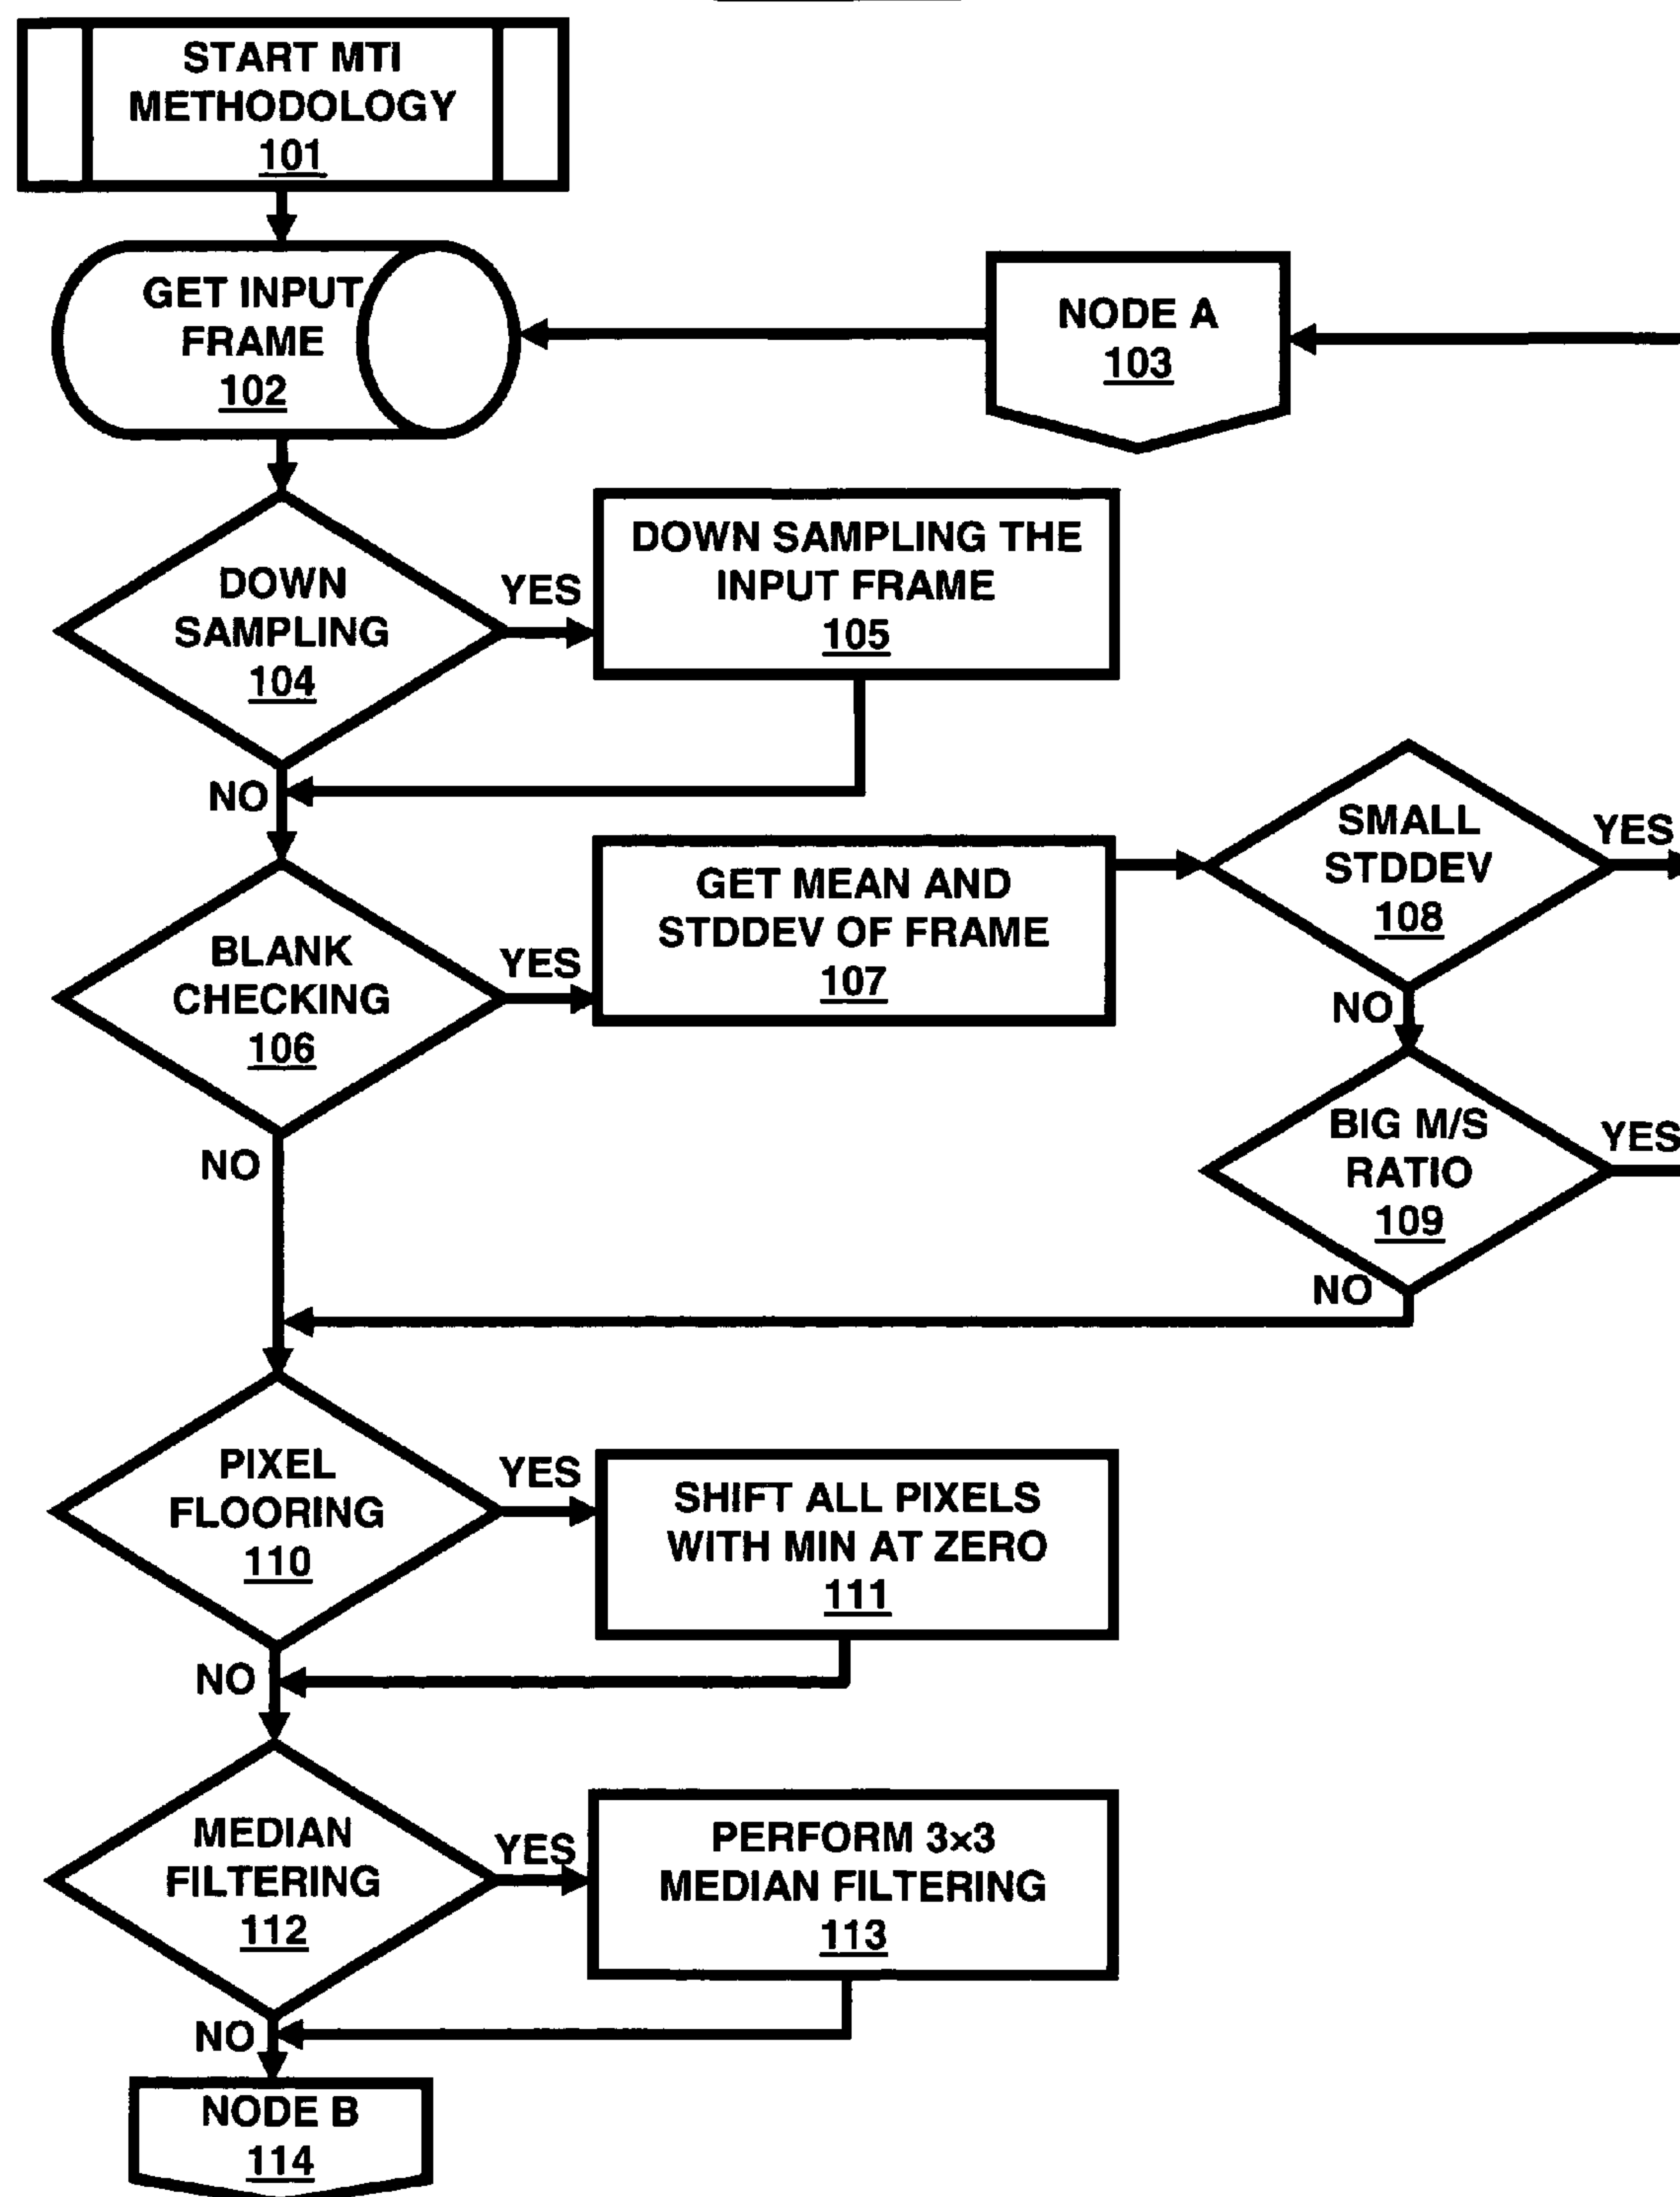 START MTI
METHODOLOGY
101
GET INPUT
FRAME
102
NODE A
103
DOWN
SAMPLING
104
YES
DOWN SAMPLING THE
INPUT FRAME
105
NO
BLANK
CHECKING
106
YES
GET MEAN AND
STDDEV OF FRAME
107
SMALL
STDDEV
108
YES
NO
BIG M/S
RATIO
109
YES
NO
NO
PIXEL
FLOORING
110
YES
SHIFT ALL PIXELS
WITH MIN AT ZERO
111
NO
MEDIAN
FILTERING
112
YES
PERFORM 3×3
MEDIAN FILTERING
113
NO
NODE B
114